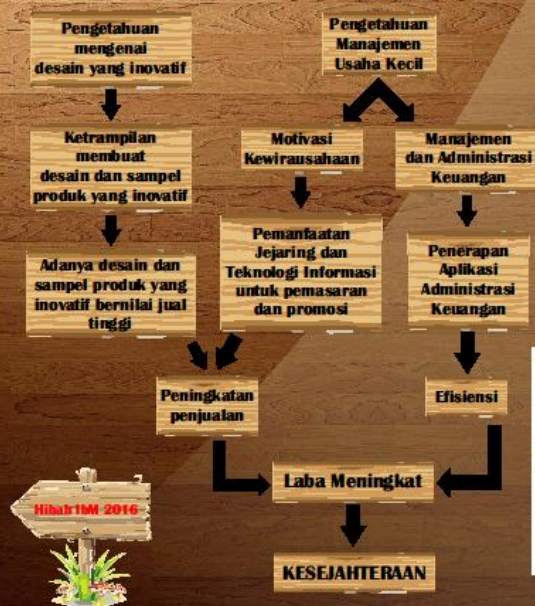 Pengetahuan
mengenai
desain yang inovatif
Pengetahuan
Manajemen
Usaha Kecil
Ketrampilan
membuat
desain dan sampel
produk yang inovatif
Motivasi
Kewirausahaan
Manajemen
dan Administrasi
Keuangan
Adanya desain dan
sampel produk yang
inovatif bernilai jual
tinggi
Pemanfaatan
Jejaring dan
Teknologi Informasi
untuk pemasaran
dan promosi
Penerapan
Aplikasi
Administrasi
Keuangan
Peningkatan
penjualan
Efisiensi
Laba Meningkat
Hibah IbM 2016
KESEJAHTERAAN